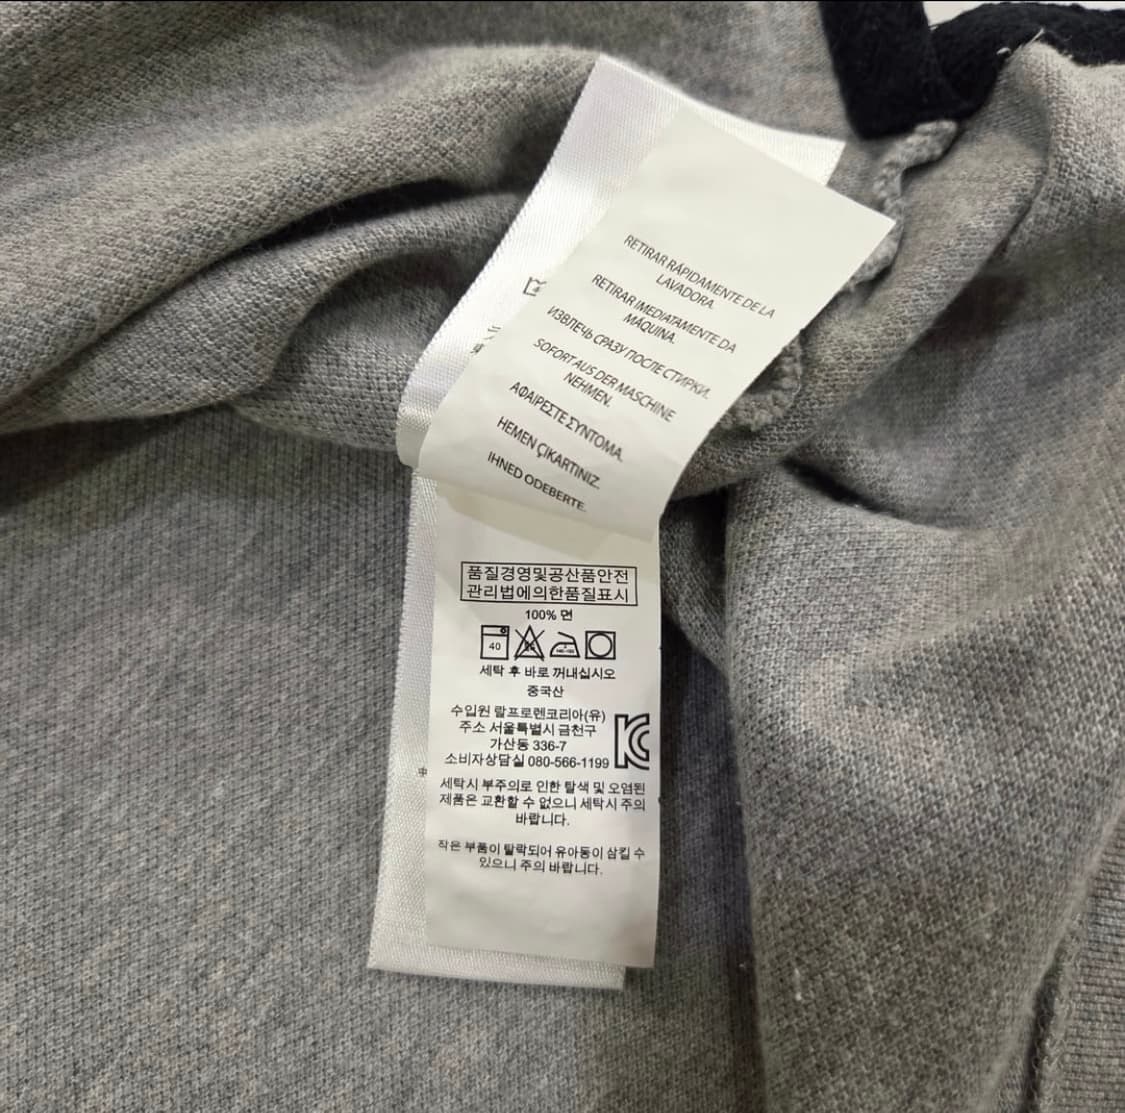 RETIRAR RÁPIDAMENTE DE LA
LAVADORA.
RETIRAR IMEDIATAMENTE DA
MÁQUINA.
ИЗВЛЕЧЬ СРАЗУ ПОСЛЕ СТИРКИ.
SOFORT AUS DER MASCHINE
NEHMEN.
ΑΦΑΙΡΕΣΤΕ ΣΥΝΤΟΜΑ.
HEMEN ÇIKARTINIZ.
IHNED ODEBERTE.
품질경영및공산품안전
관리법에의한품질표시
100% 면
40
세탁 후 바로 꺼내십시오
중국산
수입원 랄프로렌코리아(유)
주소 서울특별시 금천구
가산동 336-7
소비자상담실 080-566-1199
KC
세탁시 부주의로 인한 탈색 및 오염된
제품은 교환할 수 없으니 세탁시 주의
바랍니다.
작은 부품이 탈락되어 유아동이 삼킬 수
있으니 주의 바랍니다.
中